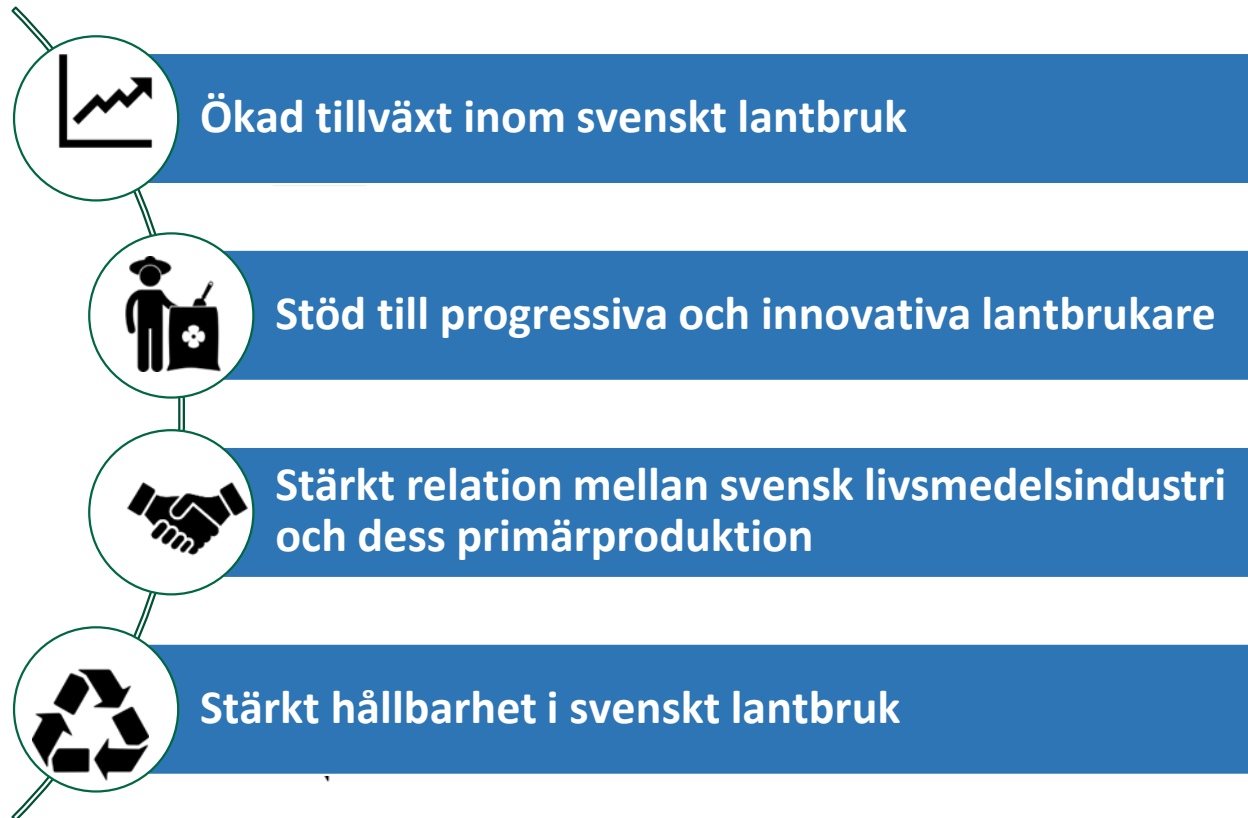 Ökad tillväxt inom svenskt lantbruk
Stöd till progressiva och innovativa lantbrukare
Stärkt relation mellan svensk livsmedelsindustri
och dess primärproduktion
Stärkt hållbarhet i svenskt lantbruk